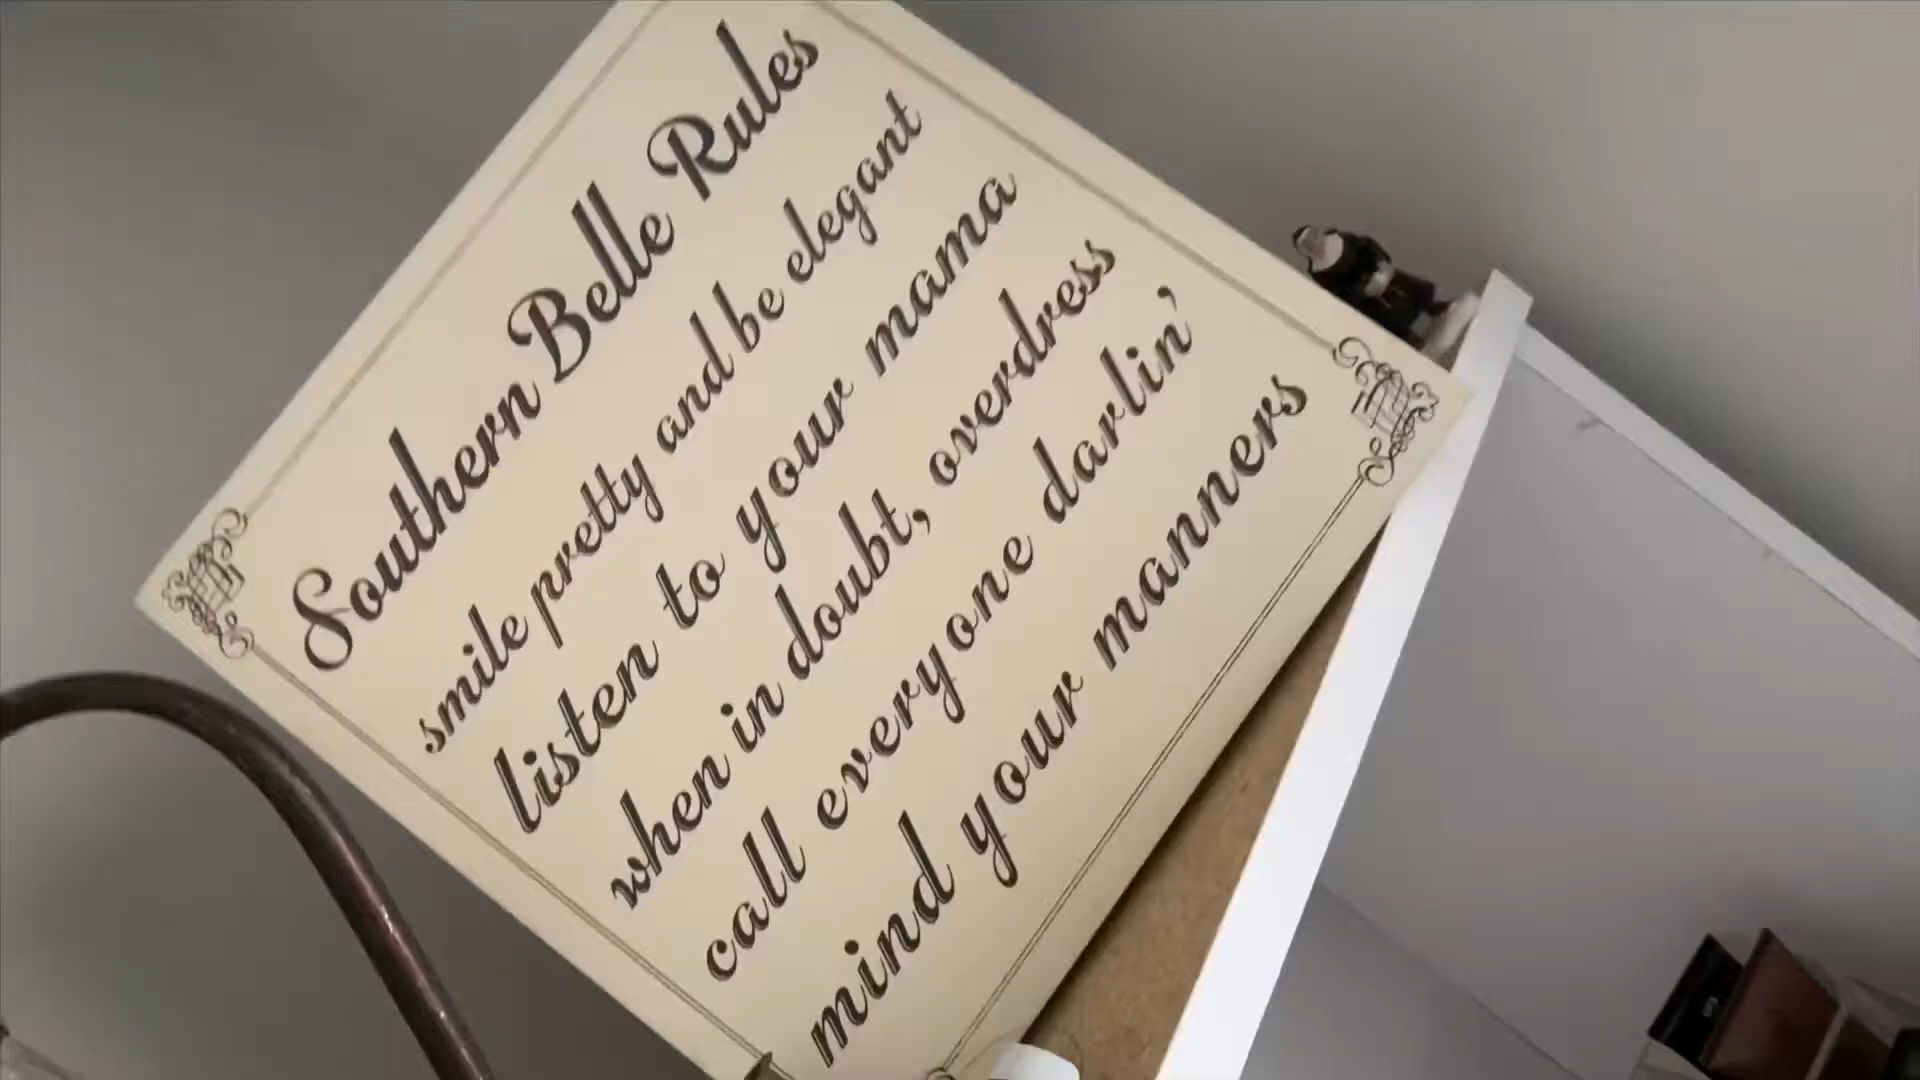 Southern Belle Rules
smile pretty and be elegant
listen to your mama
when in doubt, overdress
call everyone darlin'
mind your manners